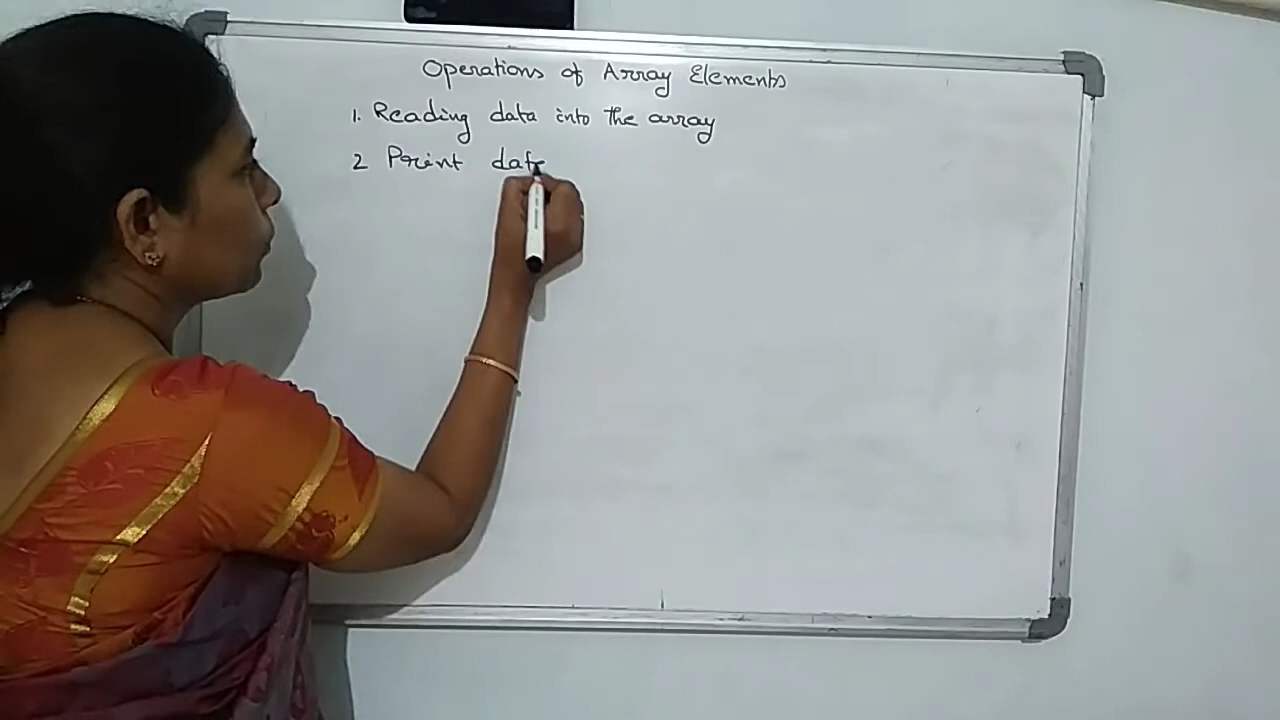 Operations of Array Elements
1. Reading data into the array
2 Print dat